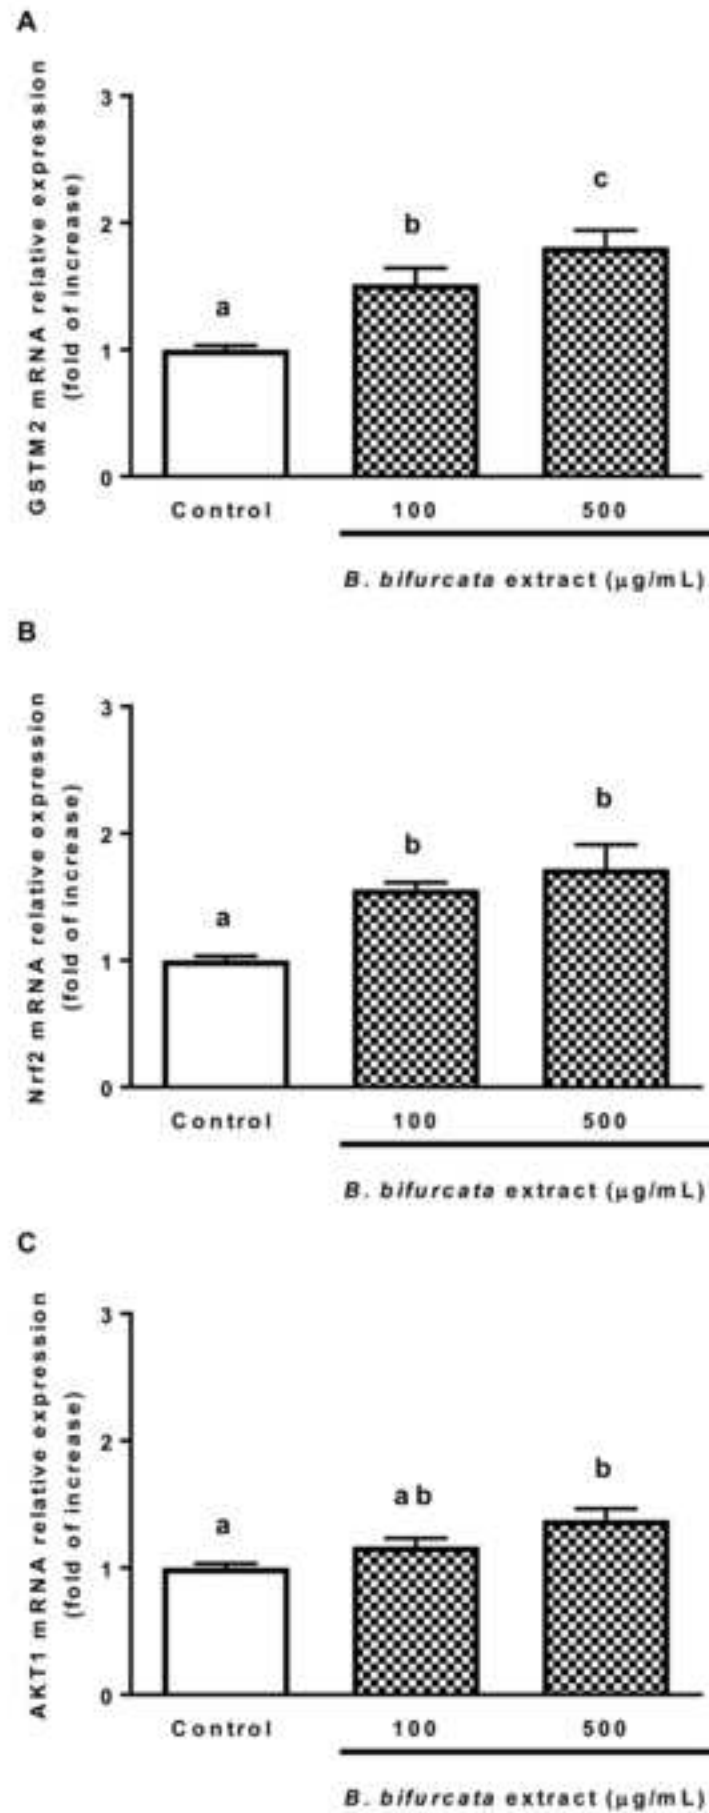 A
GSTM2 mRNA relative expression
(fold of increase)
3
2
1
0
a
b
c
Control
100
500
B. bifurcata extract (μg/mL)
B
Nrf2 mRNA relative expression
(fold of increase)
3
2
1
0
a
b
b
Control
100
500
B. bifurcata extract (μg/mL)
C
AKT1 mRNA relative expression
(fold of increase)
3
2
1
0
a
ab
b
Control
100
500
B. bifurcata extract (μg/mL)